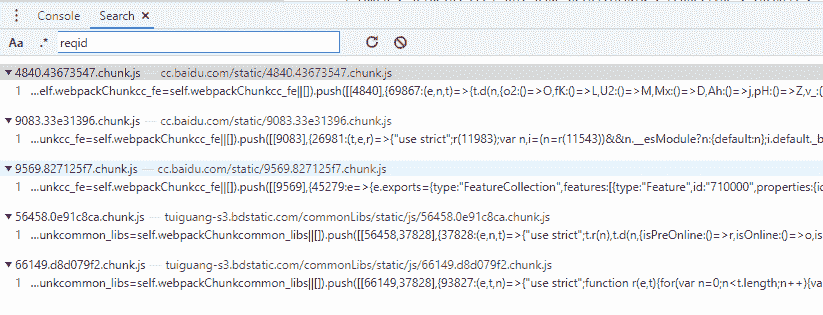 Console Search ×
Aa .* reqid
4840.43673547.chunk.js — cc.baidu.com/static/4840.43673547.chunk.js
1 ...elf.webpackChunkcc_fe=self.webpackChunkcc_fe||[]).push([[4840],{69867:(e,n,t)=>{t.d(n,{o2:()=>O,fK:()=>L,U2:()=>M,Mx:()=>D,Ah:()=>j,pH:()=>Z,v_:()
9083.33e31396.chunk.js — cc.baidu.com/static/9083.33e31396.chunk.js
1 ...unkcc_fe=self.webpackChunkcc_fe||[]).push([[9083],{26981:(t,e,r)=>{"use strict";r(11983);var n,i=(n=r(11543))&&n.__esModule?n:{default:n};i.default._b
9569.827125f7.chunk.js — cc.baidu.com/static/9569.827125f7.chunk.js
1 ...unkcc_fe=self.webpackChunkcc_fe||[]).push([[9569],{45279:e=>{e.exports={type:"FeatureCollection",features:[{type:"Feature",id:"710000",properties:{id
56458.0e91c8ca.chunk.js — tuiguang-s3.bdstatic.com/commonLibs/static/js/56458.0e91c8ca.chunk.js
1 ...unkcommon_libs=self.webpackChunkcommon_libs||[]).push([[56458,37828],{37828:(e,n,t)=>{"use strict";t.r(n),t.d(n,{isPreOnline:()=>r,isOnline:()=>o,is
66149.d8d079f2.chunk.js — tuiguang-s3.bdstatic.com/commonLibs/static/js/66149.d8d079f2.chunk.js
1 ...unkcommon_libs=self.webpackChunkcommon_libs||[]).push([[66149,37828],{93827:(e,t,n)=>{"use strict";function r(e,t){for(var n=0;n<t.length;n++){va